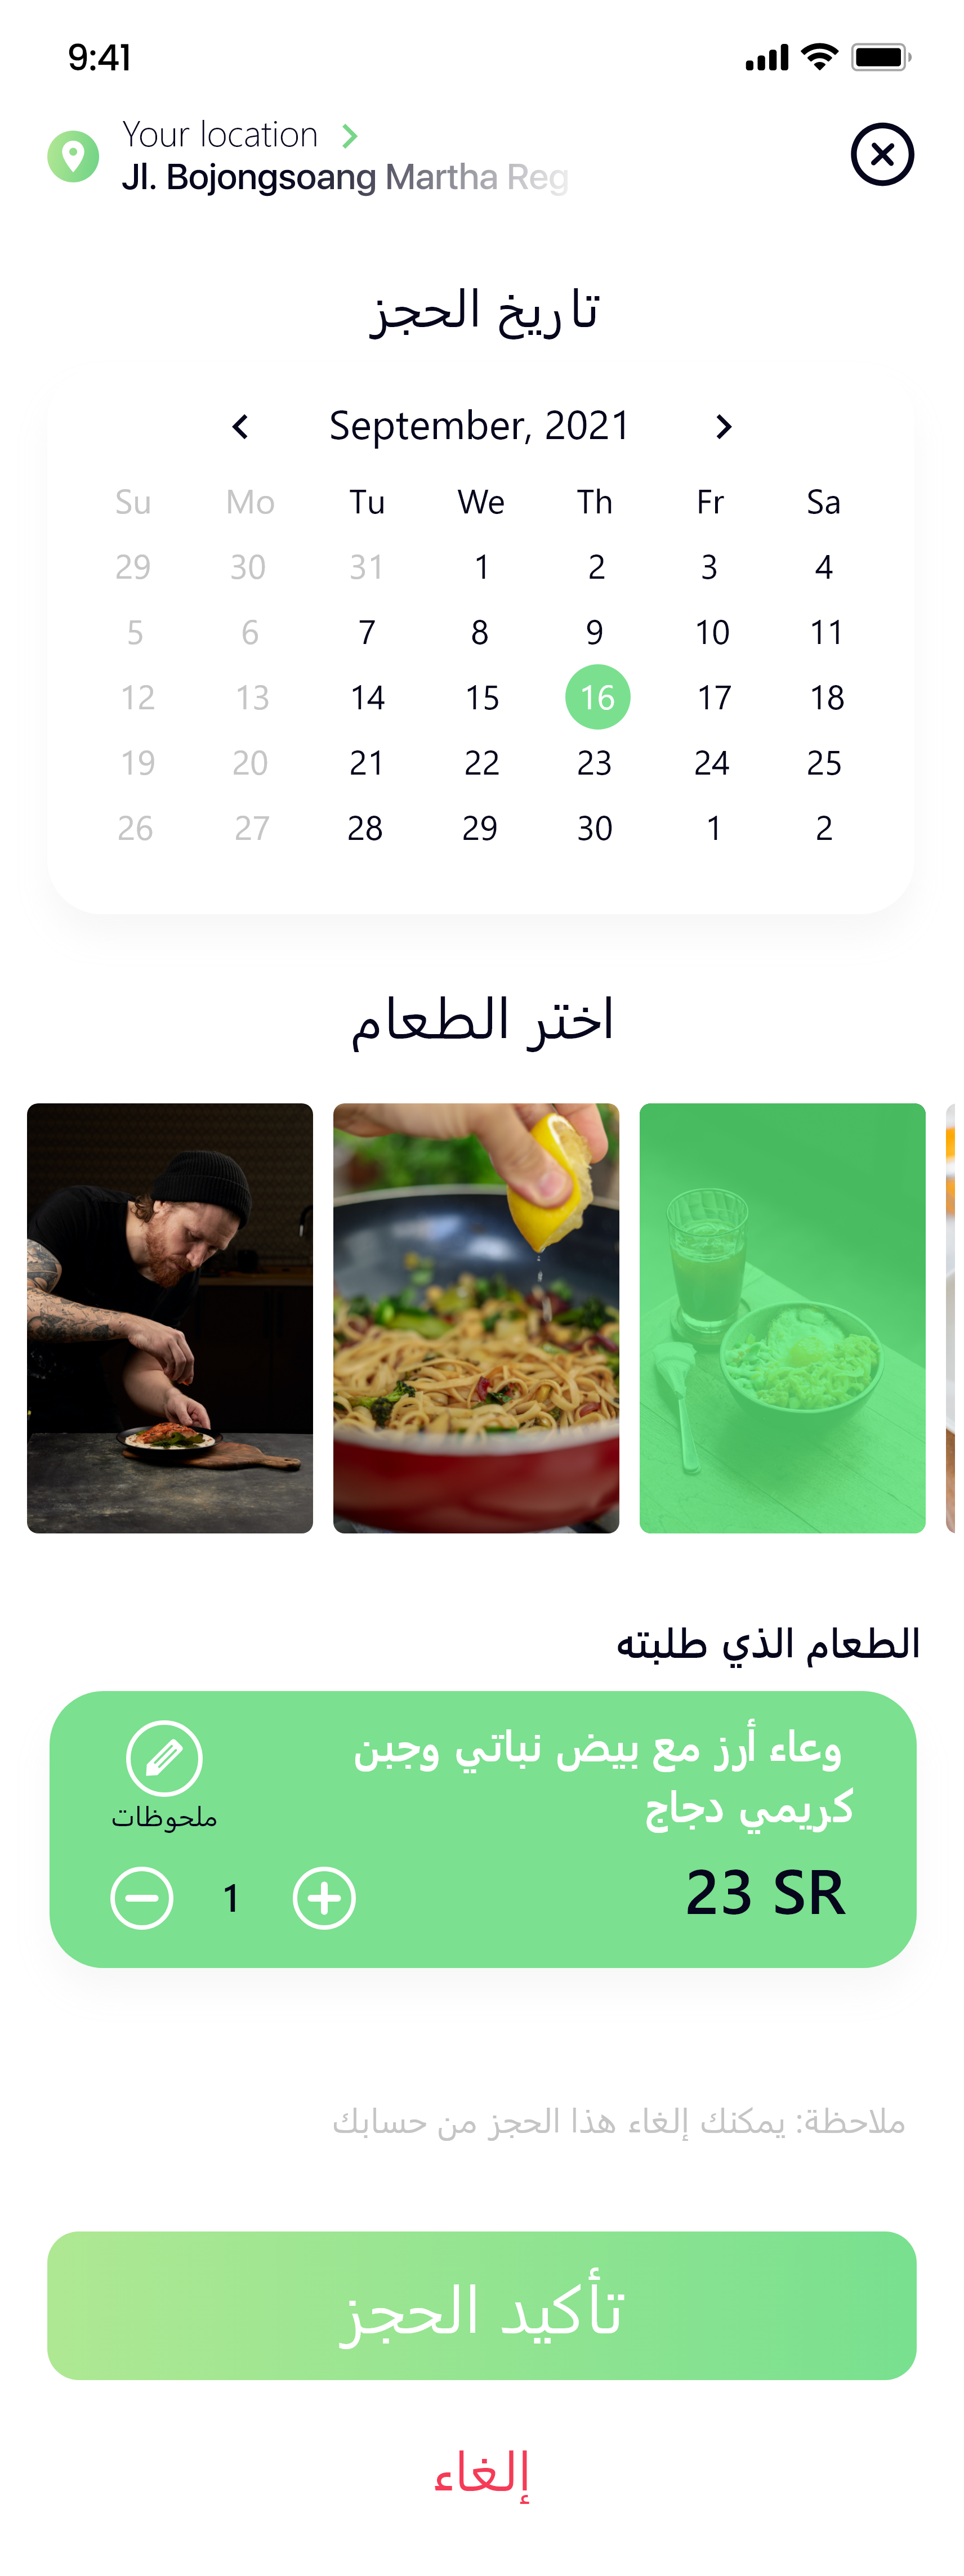 9:41
Your location
Jl. Bojongsoang Martha Reg
تاريخ الحجز
September, 2021
Su Mo Tu We Th Fr Sa
29 30 31 1 2 3 4
5 6 7 8 9 10 11
12 13 14 15 16 17 18
19 20 21 22 23 24 25
26 27 28 29 30 1 2
اختر الطعام
الطعام الذي طلبته
وعاء أرز مع بيض نباتي وجبن
كريمي دجاج
ملحوظات
23 SR
1
ملاحظة: يمكنك إلغاء هذا الحجز من حسابك
تأكيد الحجز
إلغاء